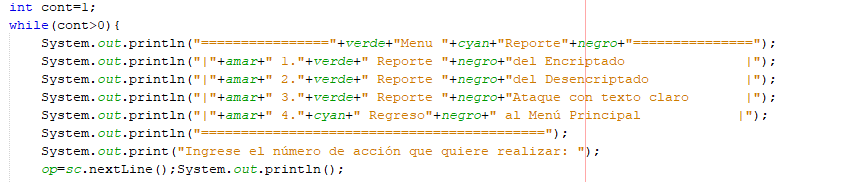 int cont=1;
while(cont>0){
    System.out.println("================"+verde+"Menu "+cyan+"Reporte"+negro+"===============");
    System.out.println("|"+amar+" 1."+verde+" Reporte "+negro+"del Encriptado               |");
    System.out.println("|"+amar+" 2."+verde+" Reporte "+negro+"del Desencriptado            |");
    System.out.println("|"+amar+" 3."+verde+" Reporte "+negro+"Ataque con texto claro       |");
    System.out.println("|"+amar+" 4."+cyan+" Regreso"+negro+" al Menú Principal            |");
    System.out.println("===========================================");
    System.out.print("Ingrese el número de acción que quiere realizar: ");
    op=sc.nextLine();System.out.println();